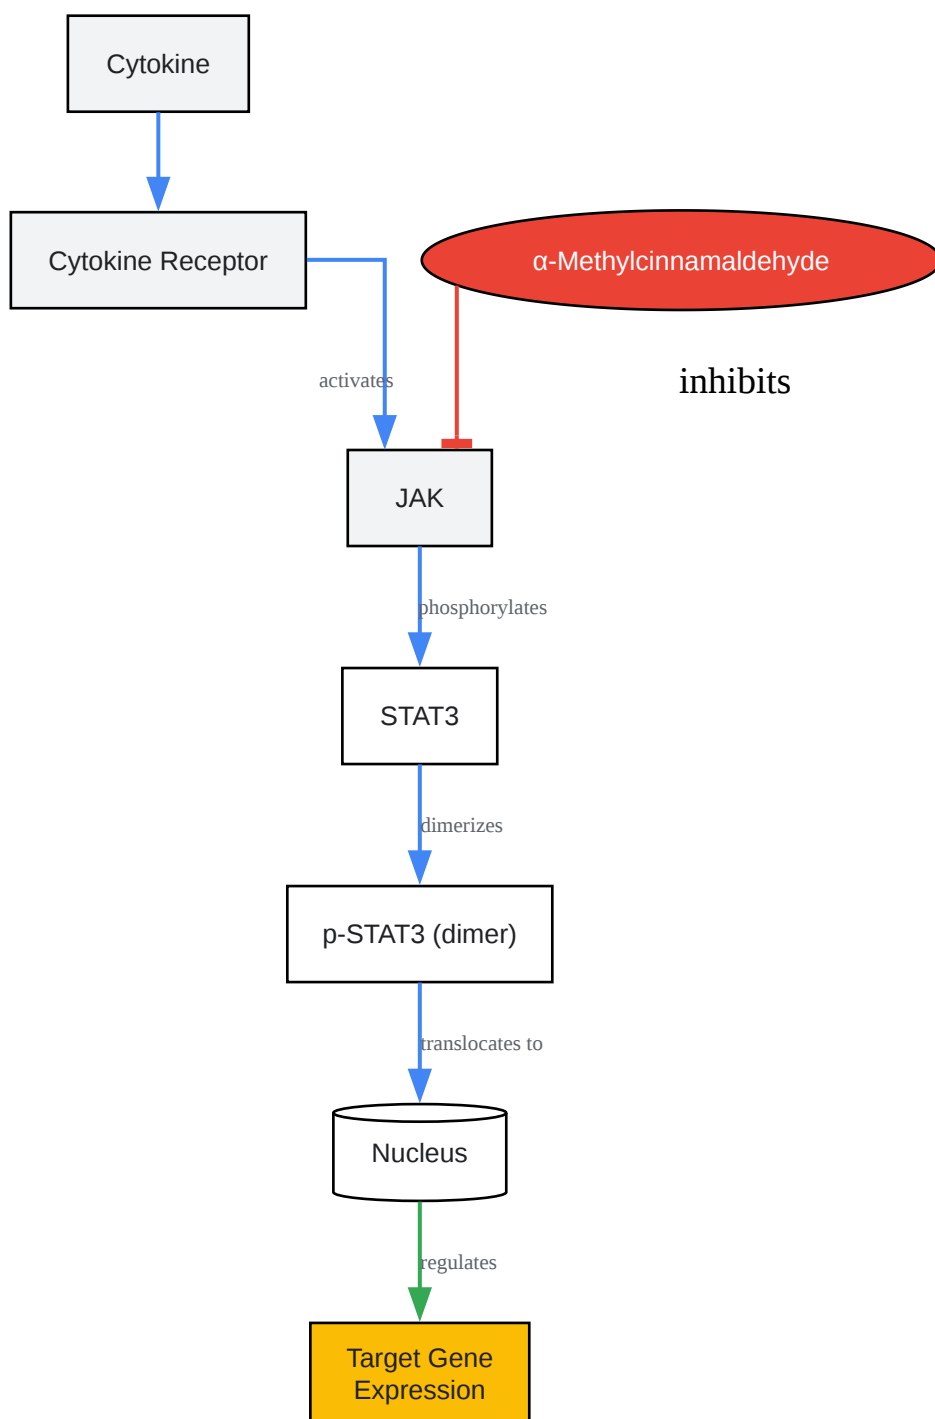 Cytokine
Cytokine Receptor
α-Methylcinnamaldehyde
activates
inhibits
JAK
phosphorylates
STAT3
dimerizes
p-STAT3 (dimer)
translocates to
Nucleus
regulates
Target Gene
Expression